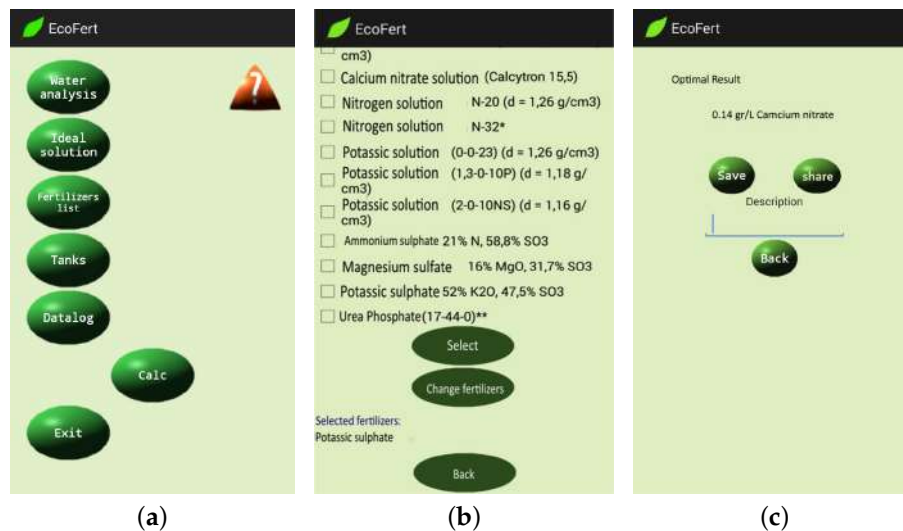 EcoFert
Water
analysis
?
Ideal
solution
Fertilizers
list
Tanks
Datalog
Calc
Exit
(a)
EcoFert
cm3)
Calcium nitrate solution (Calcytron 15,5)
Nitrogen solution N-20 (d = 1,26 g/cm3)
Nitrogen solution N-32*
Potassic solution (0-0-23) (d = 1,26 g/cm3)
Potassic solution (1,3-0-10P) (d = 1,18 g/
cm3)
Potassic solution (2-0-10NS) (d = 1,16 g/
cm3)
Ammonium sulphate 21% N, 58,8% SO3
Magnesium sulfate 16% MgO, 31,7% SO3
Potassic sulphate 52% K2O, 47,5% SO3
Urea Phosphate(17-44-0)**
Select
Change fertilizers
Selected fertilizers:
Potassic sulphate
Back
(b)
EcoFert
Optimal Result
0.14 gr/L Camcium nitrate
Save share
Description
Back
(c)